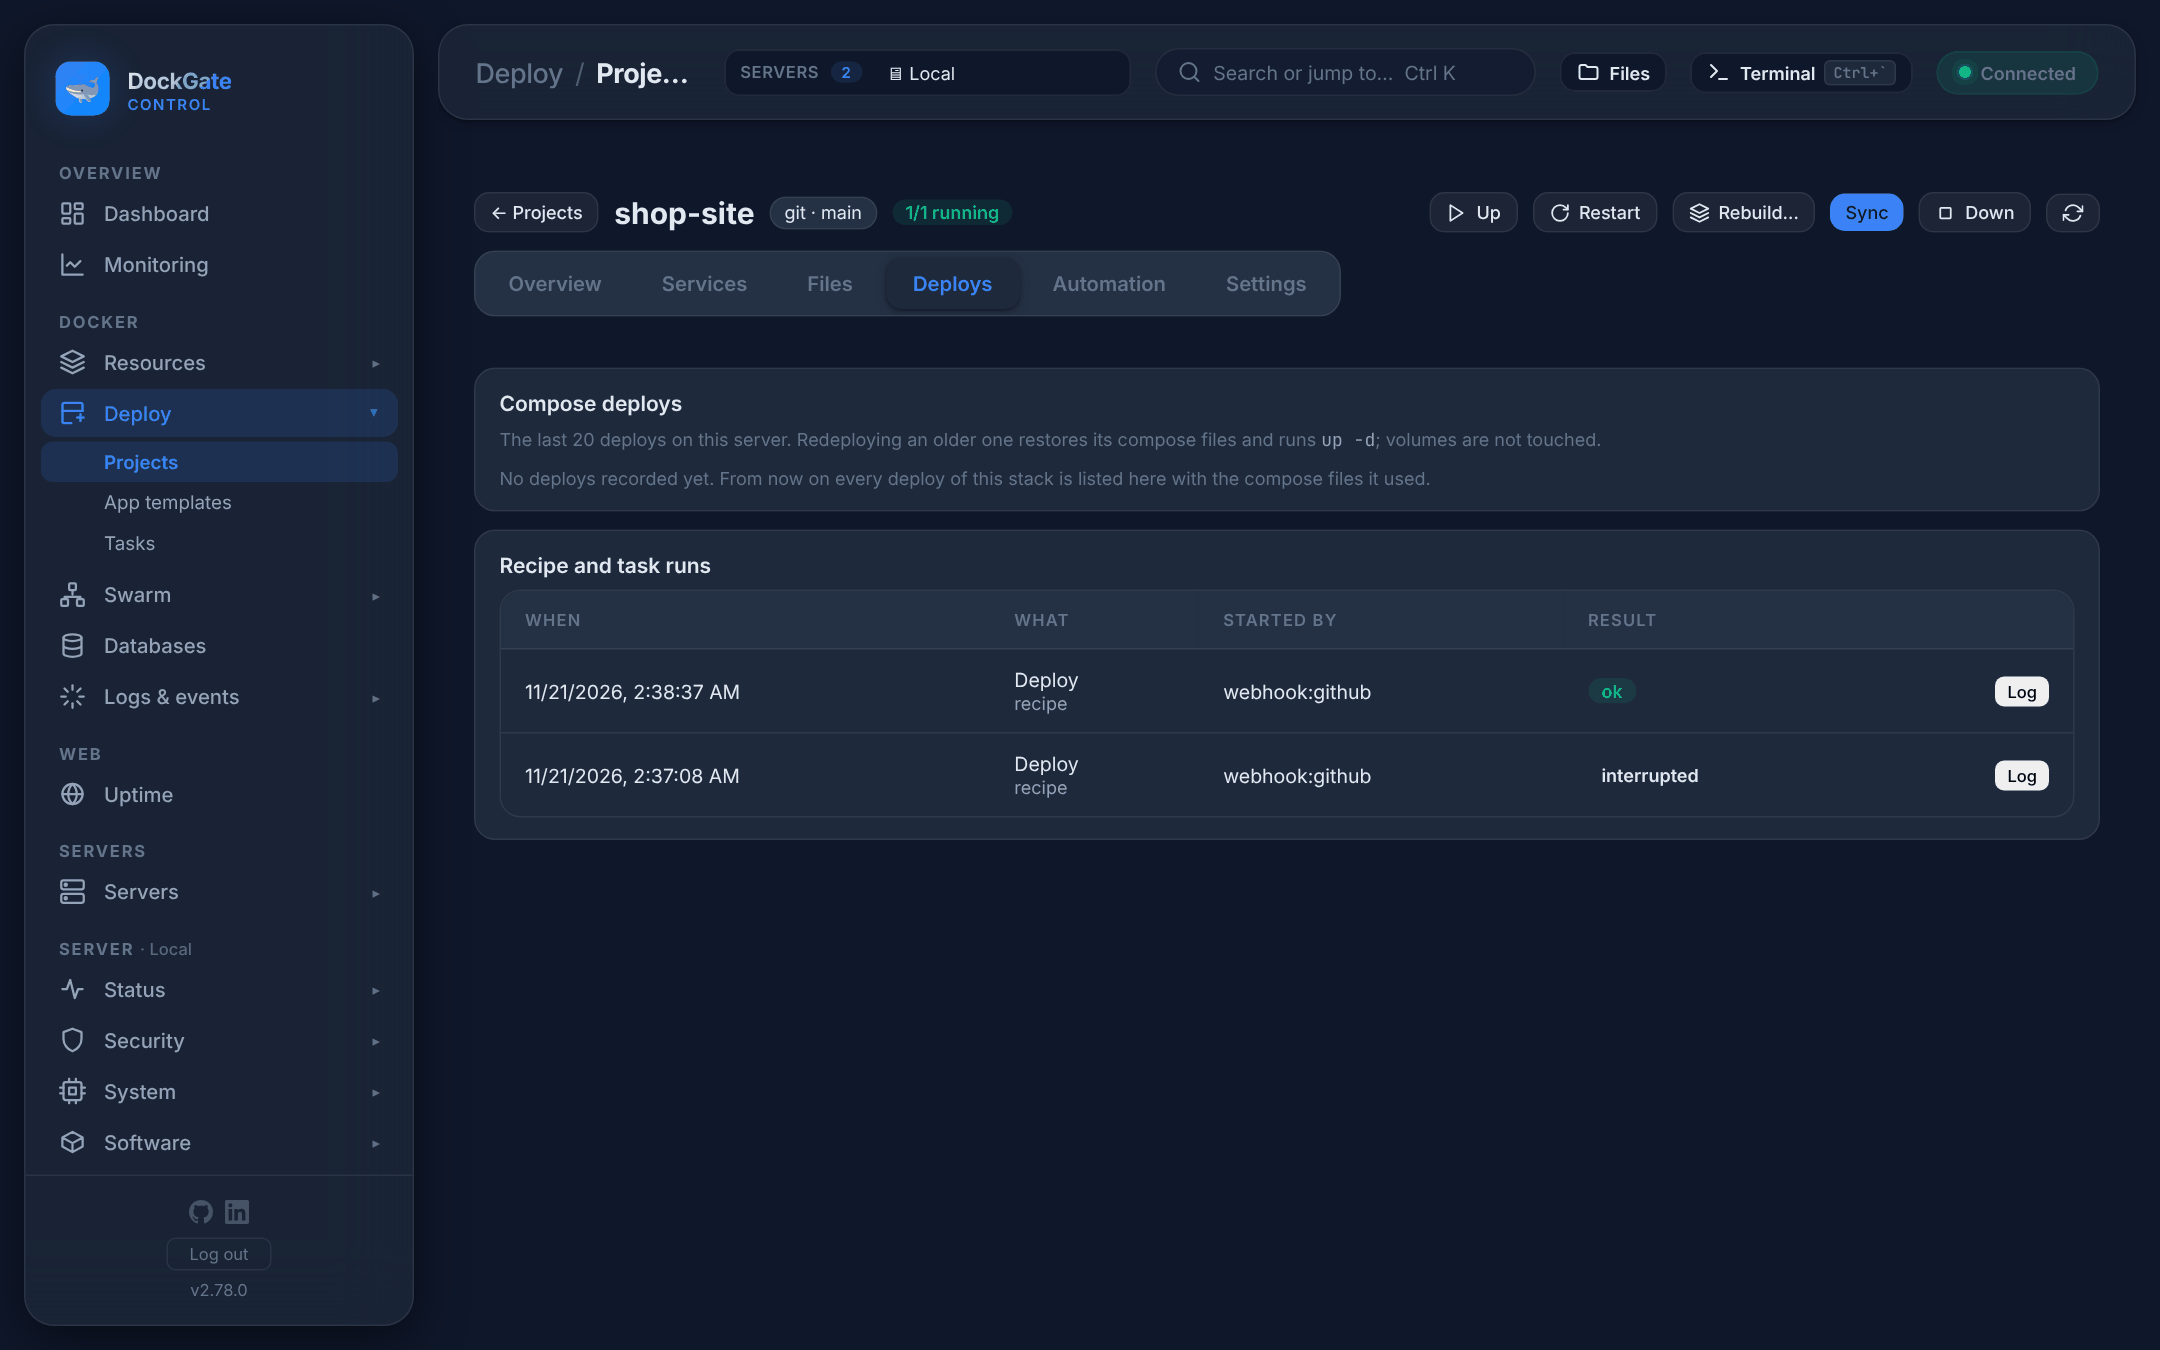 DockGate
CONTROL
OVERVIEW
Dashboard
Monitoring
DOCKER
Resources
Deploy
Projects
App templates
Tasks
Swarm
Databases
Logs & events
WEB
Uptime
SERVERS
Servers
SERVER · Local
Status
Security
System
Software
Log out
v2.78.0
Deploy / Proje...
SERVERS 2 Local
Search or jump to... Ctrl K
Files
Terminal Ctrl+`
Connected
← Projects shop-site git · main 1/1 running
Up Restart Rebuild... Sync Down
Overview Services Files Deploys Automation Settings
Compose deploys
The last 20 deploys on this server. Redeploying an older one restores its compose files and runs up -d; volumes are not touched.
No deploys recorded yet. From now on every deploy of this stack is listed here with the compose files it used.
Recipe and task runs
WHEN WHAT STARTED BY RESULT
11/21/2026, 2:38:37 AM Deploy recipe webhook:github ok Log
11/21/2026, 2:37:08 AM Deploy recipe webhook:github interrupted Log